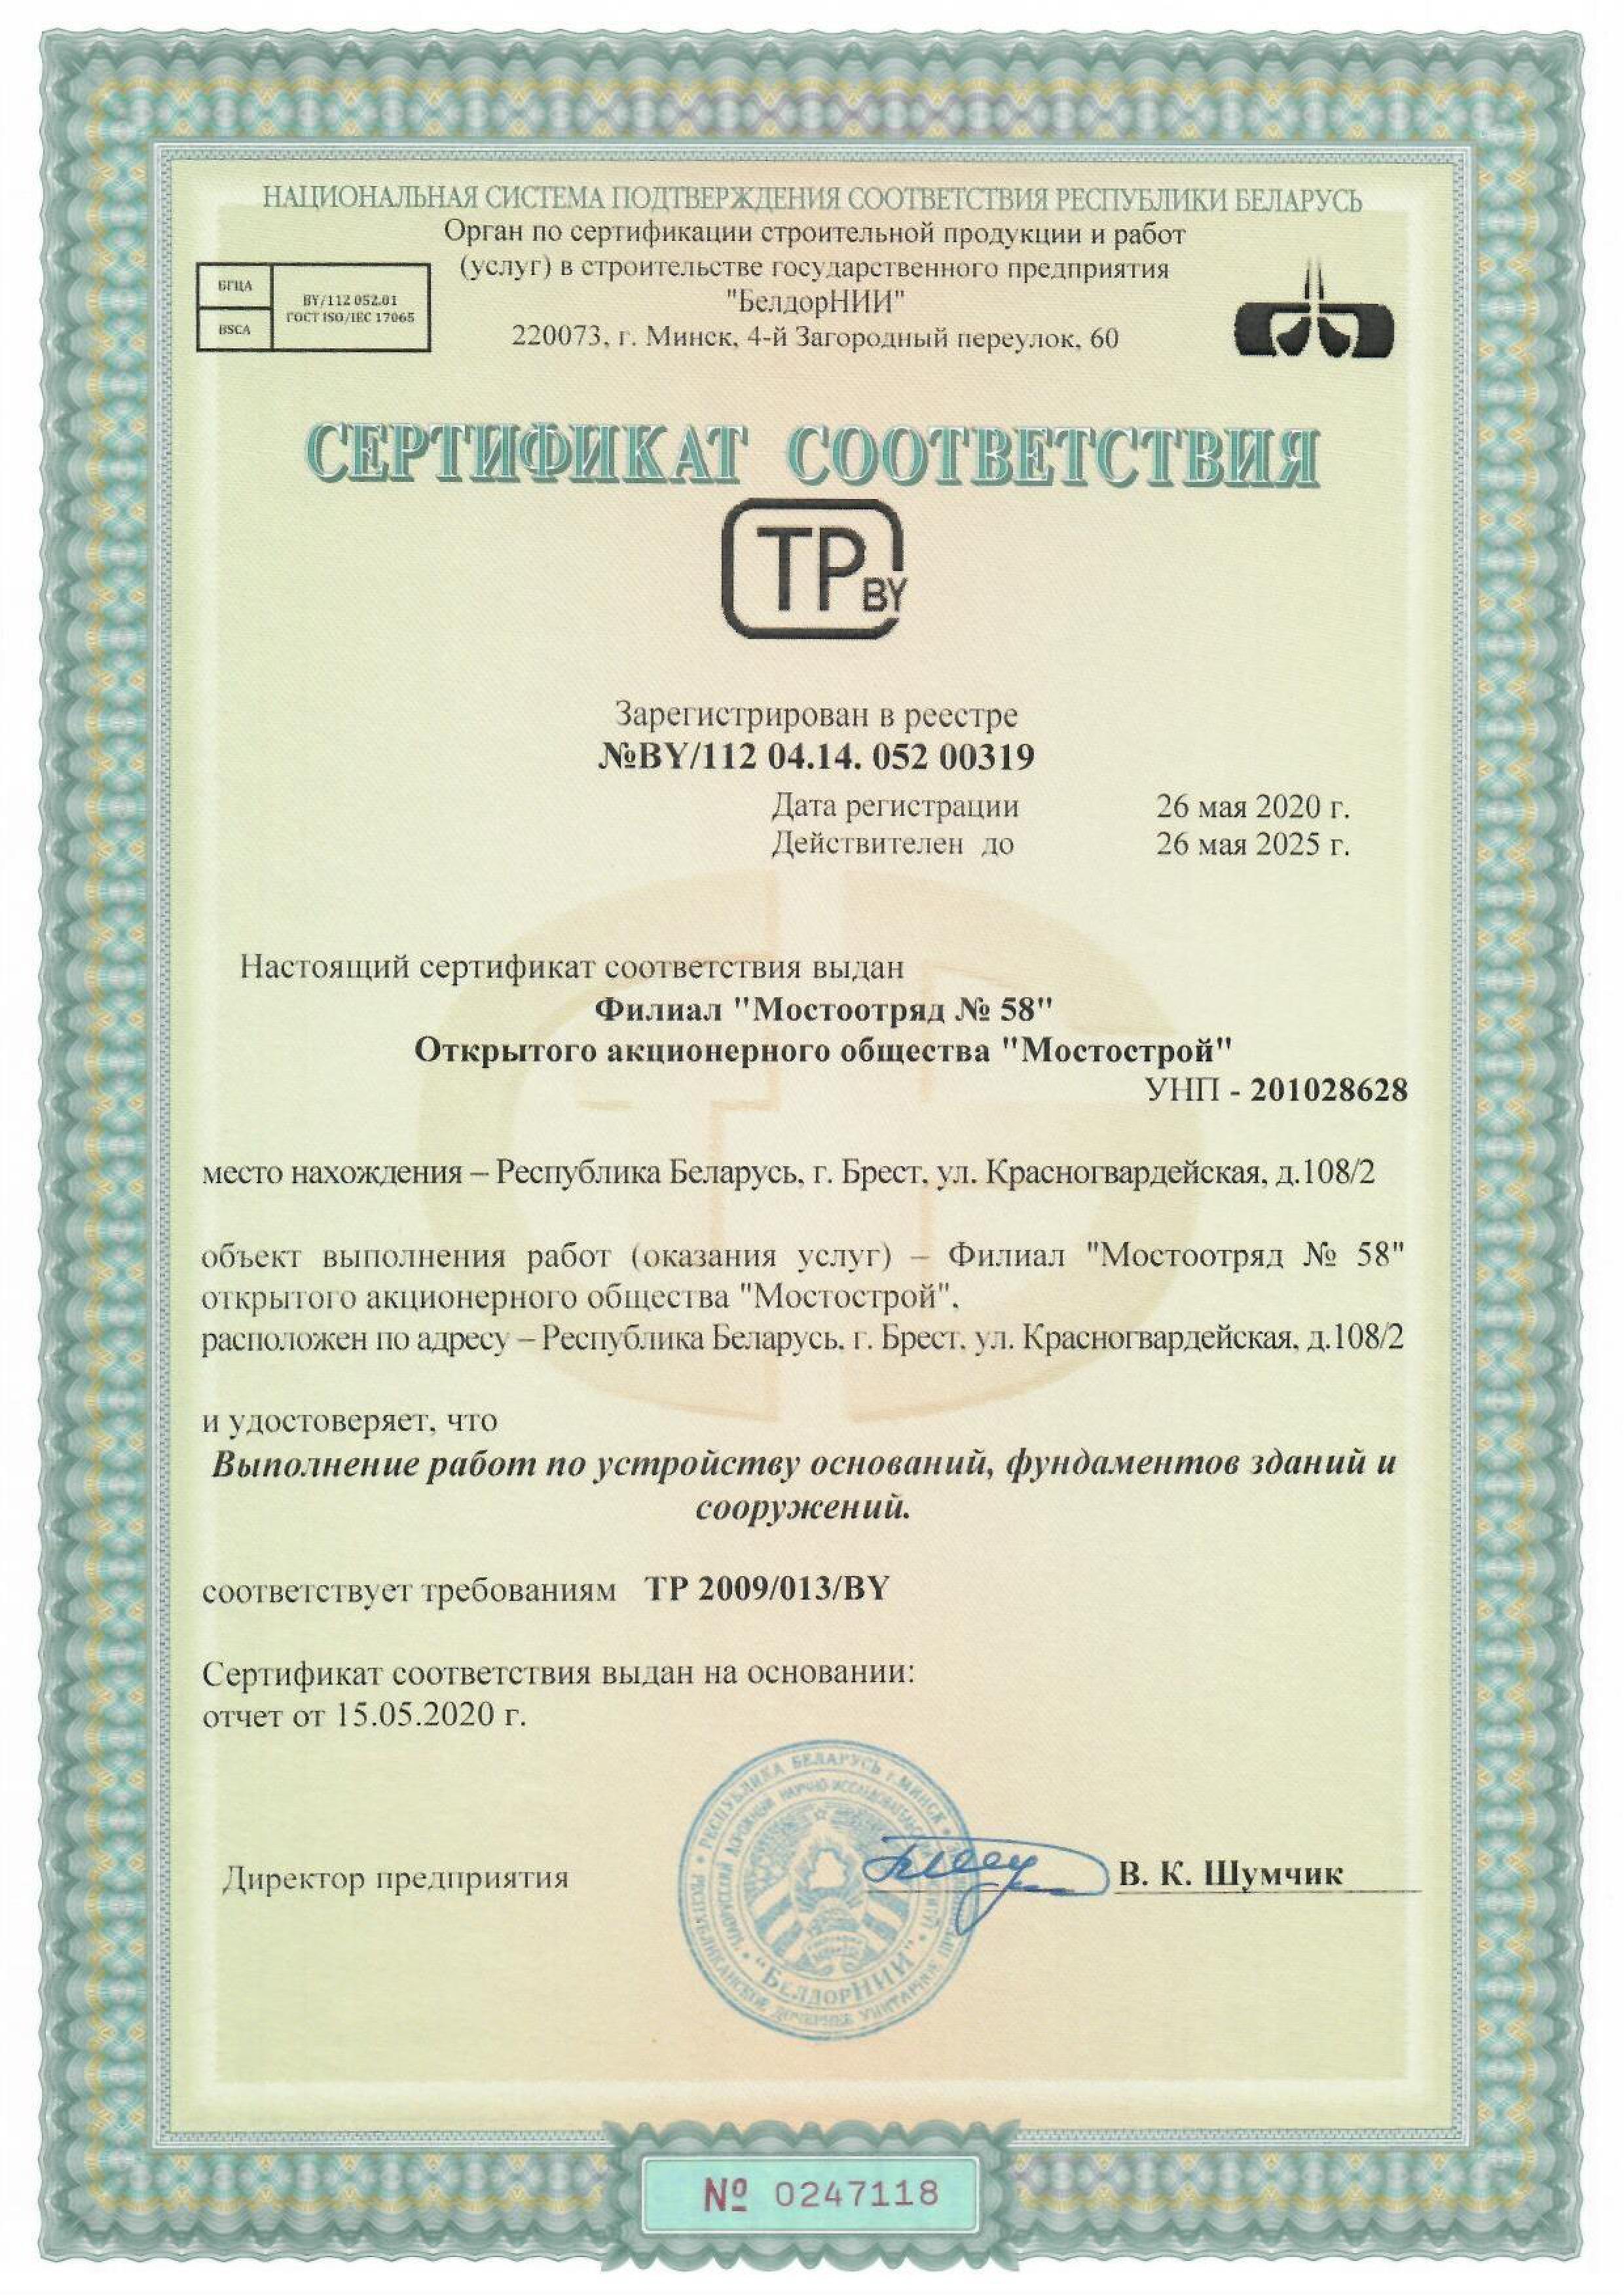 НАЦИОНАЛЬНАЯ СИСТЕМА ПОДТВЕРЖДЕНИЯ СООТВЕТСТВИЯ РЕСПУБЛИКИ БЕЛАРУСЬ
Орган по сертификации строительной продукции и работ
(услуг) в строительстве государственного предприятия
"БелдорНИИ"
220073, г. Минск, 4-й Загородный переулок, 60
БГЦА
BSCA
BY/112 052.01
ГОСТ ISO/IEC 17065
СЕРТИФИКАТ СООТВЕТСТВИЯ
ТР BY
Зарегистрирован в реестре
№BY/112 04.14. 052 00319
Дата регистрации 26 мая 2020 г.
Действителен до 26 мая 2025 г.
Настоящий сертификат соответствия выдан
Филиал "Мостоотряд № 58"
Открытого акционерного общества "Мостострой"
УНП - 201028628
место нахождения – Республика Беларусь, г. Брест, ул. Красногвардейская, д.108/2
объект выполнения работ (оказания услуг) – Филиал "Мостоотряд № 58"
открытого акционерного общества "Мостострой",
расположен по адресу – Республика Беларусь, г. Брест, ул. Красногвардейская, д.108/2
и удостоверяет, что
Выполнение работ по устройству оснований, фундаментов зданий и
сооружений.
соответствует требованиям ТР 2009/013/BY
Сертификат соответствия выдан на основании:
отчет от 15.05.2020 г.
РЕСПУБЛИКА БЕЛАРУСЬ г.МИНСК
РЕСПУБЛИКАНСКОЕ ДОЧЕРНЕЕ УНИТАРНОЕ
"БЕЛДОРНИИ"
Директор предприятия В. К. Шумчик
№ 0247118